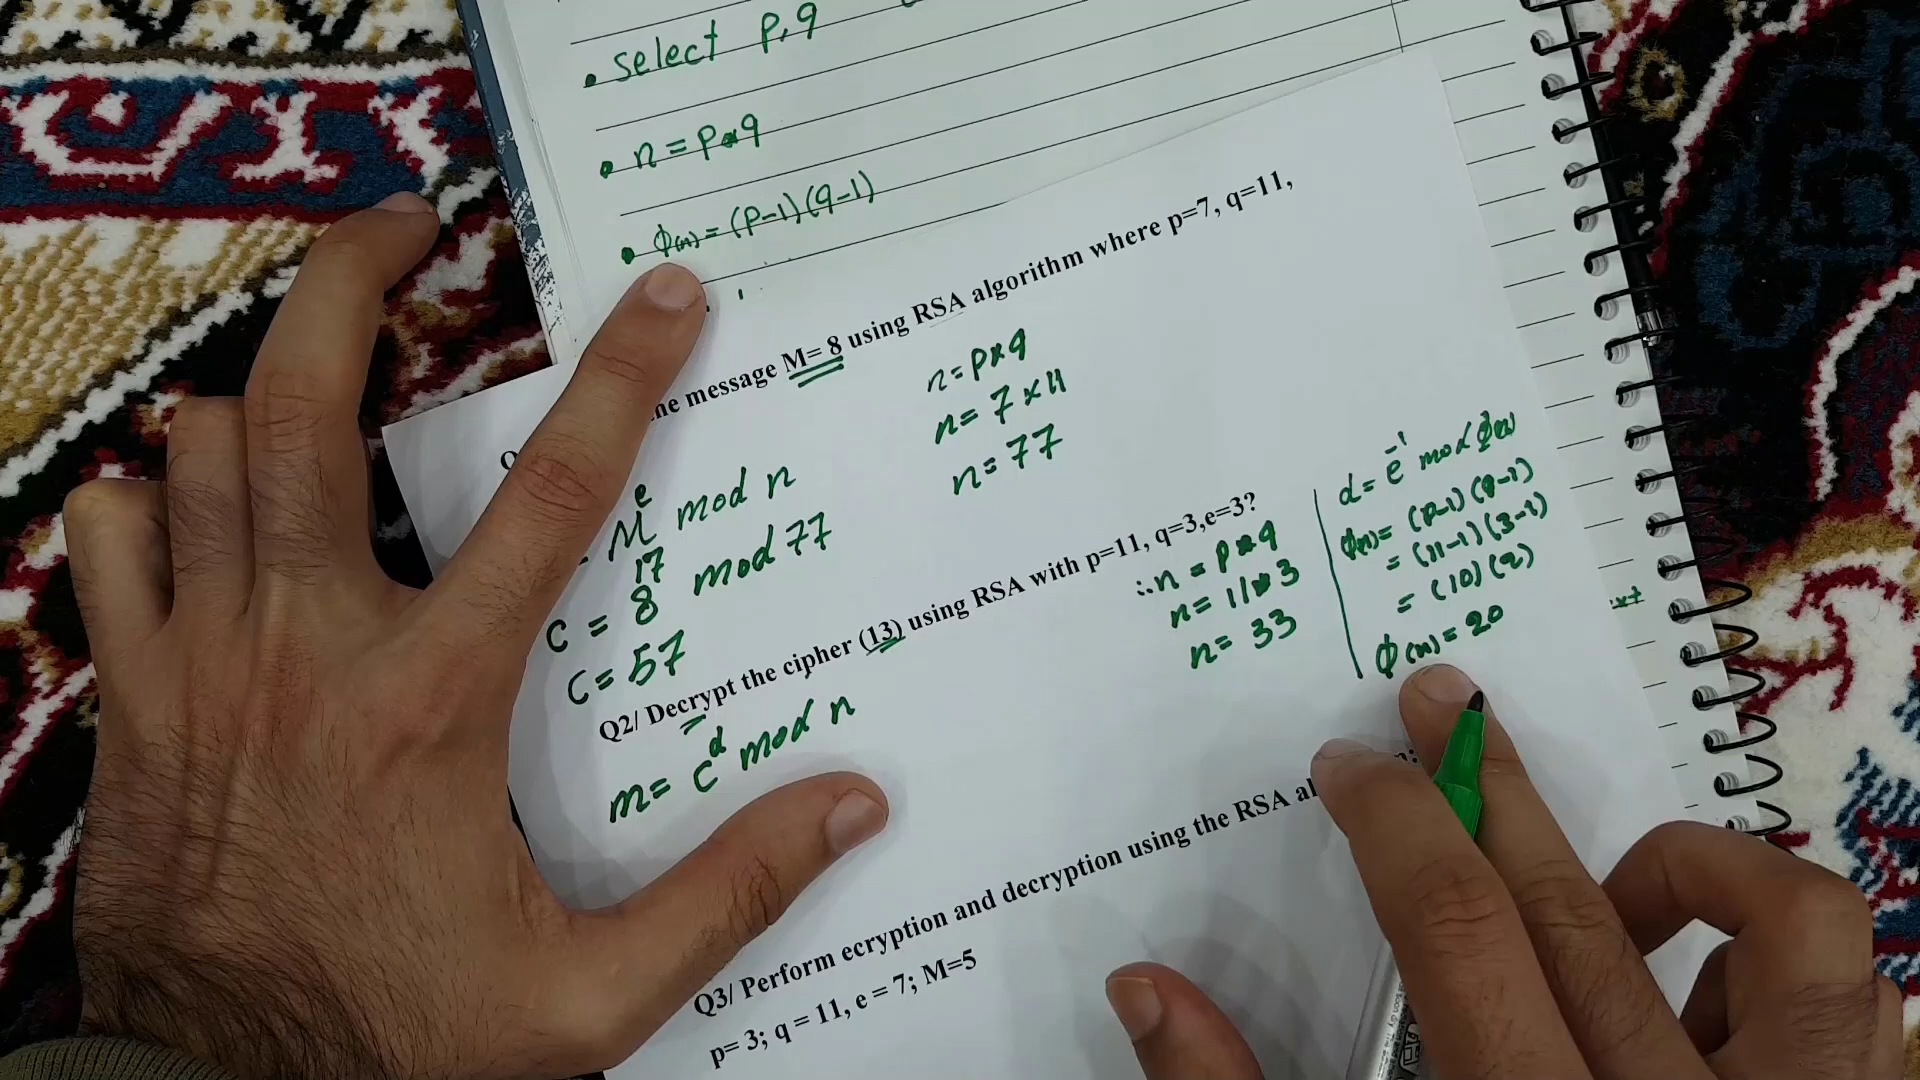 • select p,q
• n = p*q
• ϕ(n) = (p-1)(q-1)
he message M= 8 using RSA algorithm where p=7, q=11,
n = p*q
n = 7 × 11
n = 77
M^e mod n
C = 8^17 mod 77
C = 57
Q2/ Decrypt the cipher (13) using RSA with p=11, q=3,e=3?
m = c^d mod n
∴ n = p*q
n = 11*3
n = 33
d = e^-1 mod ϕ(n)
ϕ(n) = (p-1)(q-1)
= (11-1)(3-1)
= (10)(2)
ϕ(n) = 20
Q3/ Perform ecryption and decryption using the RSA al
p= 3; q = 11, e = 7; M=5